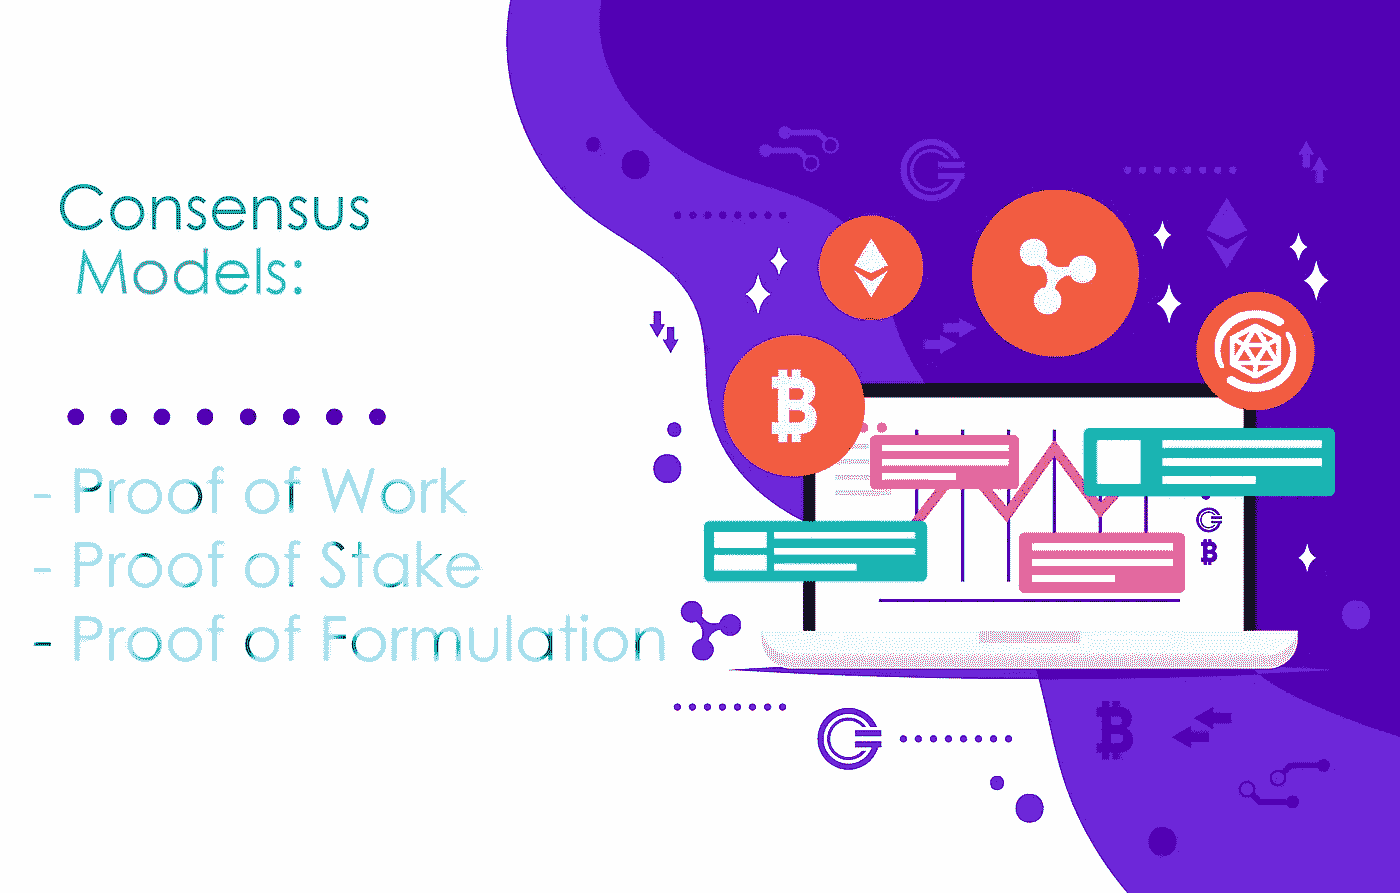 Consensus
Models:
- Proof of Work
- Proof of Stake
- Proof of Formulation